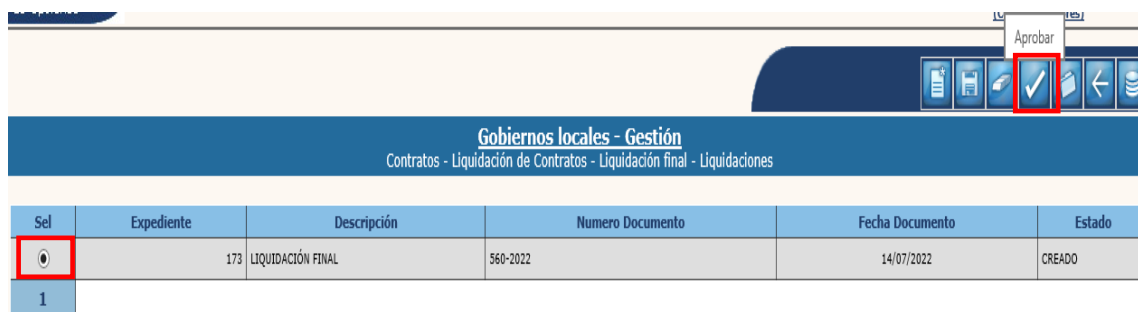 Aprobar
Gobiernos locales - Gestión
Contratos - Liquidación de Contratos - Liquidación final - Liquidaciones
Sel Expediente Descripción Numero Documento Fecha Documento Estado
173 LIQUIDACIÓN FINAL 560-2022 14/07/2022 CREADO
1